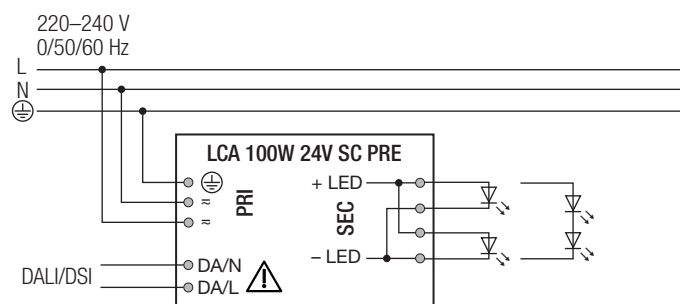 220–240 V
0/50/60 Hz
L
N
LCA 100W 24V SC PRE
PRI
SEC
+ LED
≂
≂
– LED
DALI/DSI
DA/N
DA/L